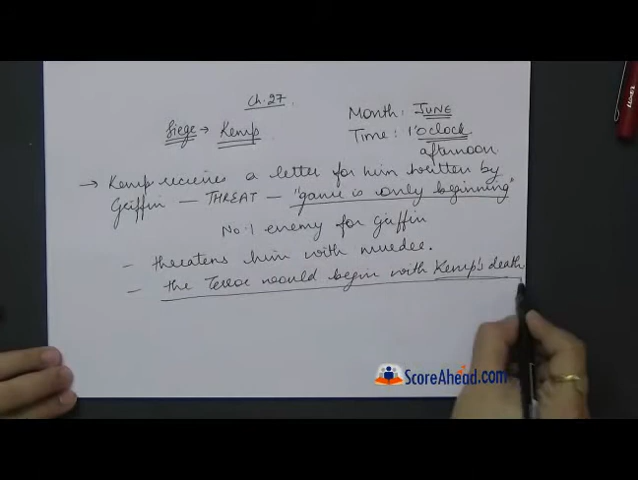 Ch. 27
Siege → Kemp
Month: JUNE
Time: 1'oclock
afternoon
→ Kemp receives a letter for him written by
Griffin — THREAT — "game is only beginning"
No. 1 enemy for griffin
– threatens him with murder.
– the Terror would begin with Kemp's death
ScoreAhead.com